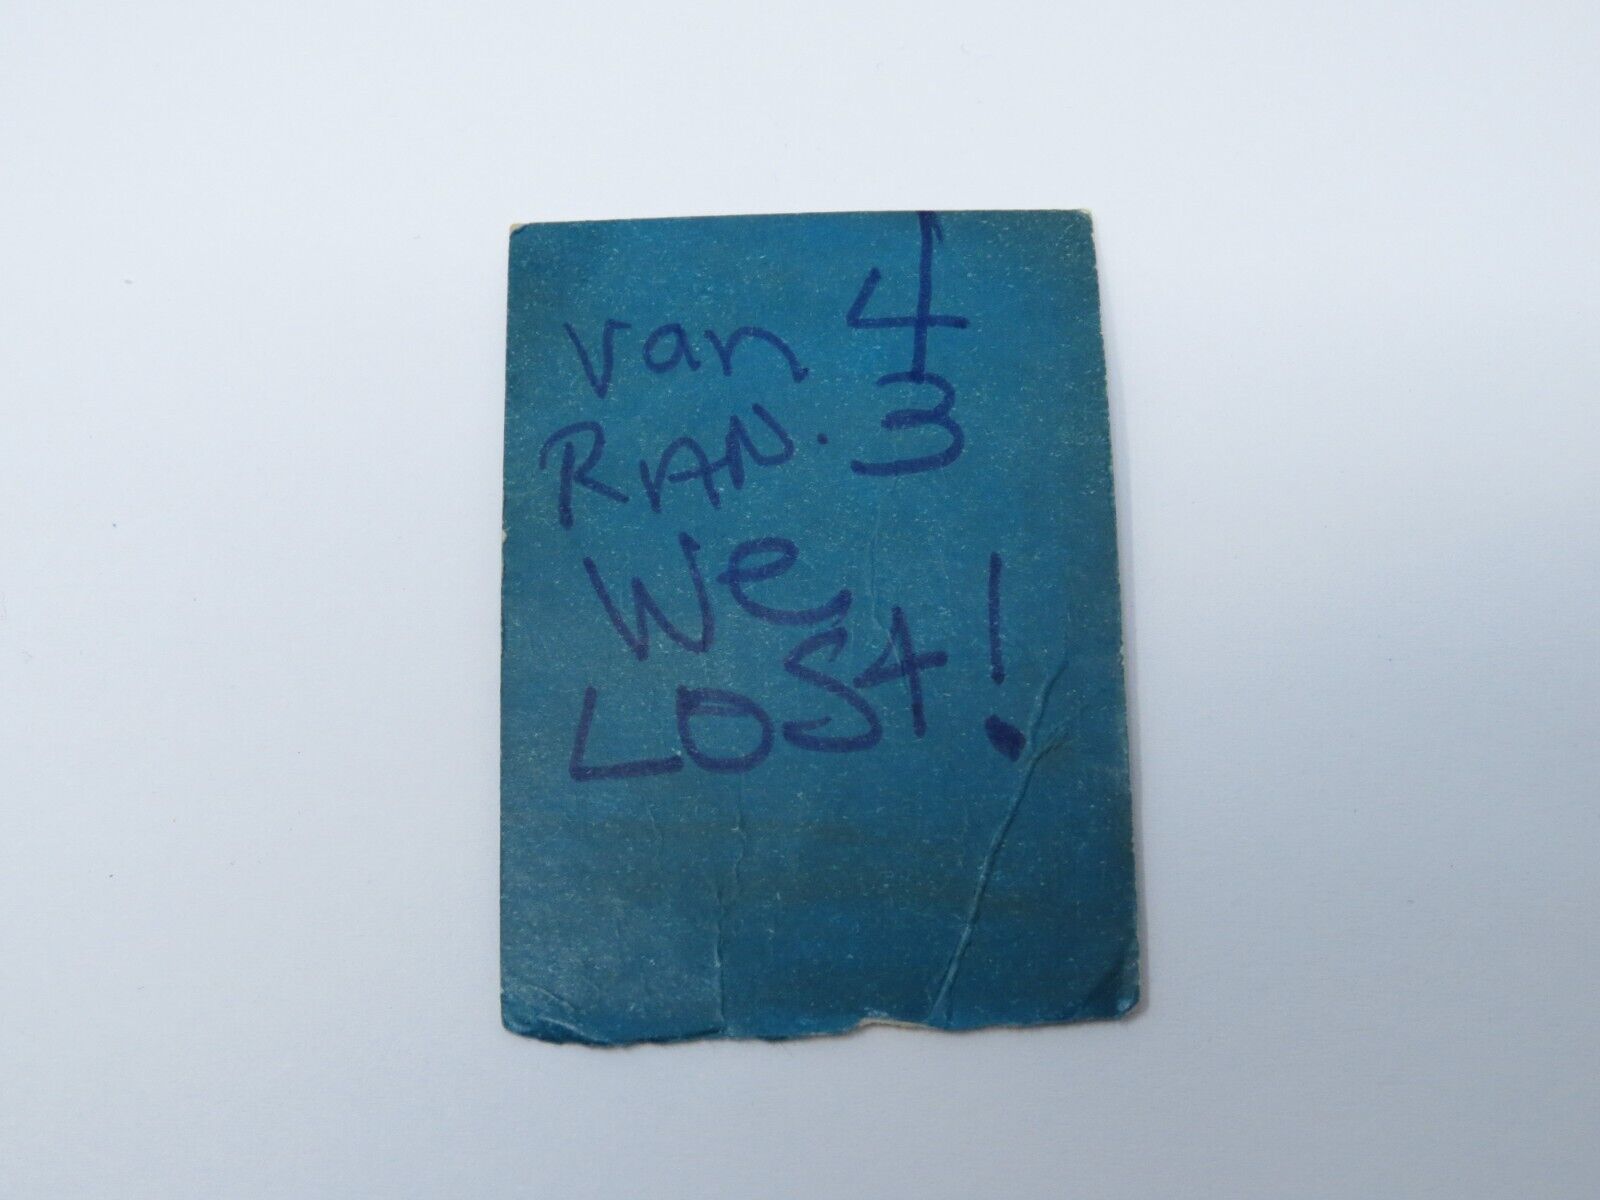 Van 4
RAN. 3
We
LOSt!